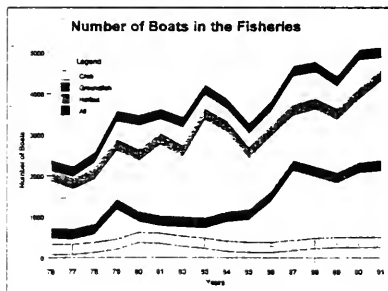 Number of Boats in the Fisheries
Legend
Crab
Groundfish
Halibut
All
Number of Boats
5000
4000
3000
2000
1000
0
76 77 78 79 80 81 82 83 84 85 86 87 88 89 90 91
Years